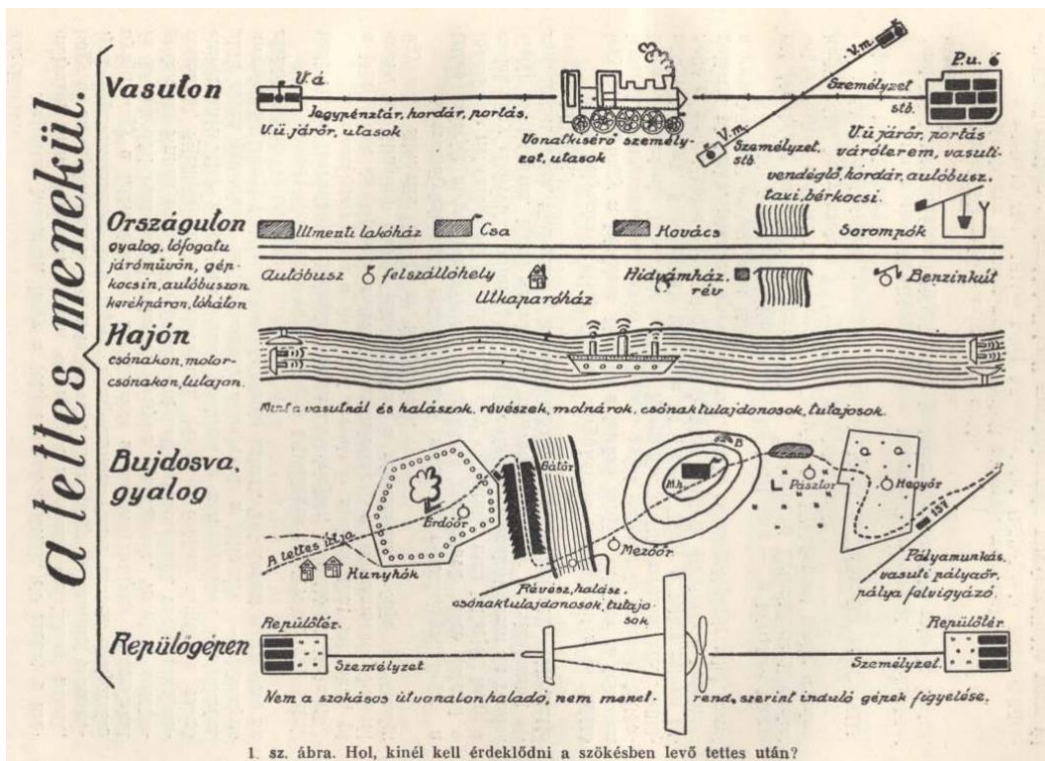 a tettes menekül.
Vasuton
V.á.
Jegypénztár, hordár, portás,
V.ü. járőr, utasok
Vonatkísérő személy-
zet, utasok
V.m.
Személyzet
stb.
V.m.
Személyzet.
stb.
P.u.
V.ü járőr, portás
váróterem, vasuti-
vendéglő, hordár, autóbusz,
taxi, bérkocsi.
Országuton
gyalog, lófogatu
járóművön, gép-
kocsin, autóbuszon
kerékpáron, lóháton
Utmenti lakóház
Csa
Kovács
Sorompók
Autóbusz felszállóhely
Utkaparóház
Hidvámház.
rév
Benzinkút
Hajón
csónakon, motor-
csónakon, tutajon.
Mint a vasutnál és halászok, révészek, molnárok, csónaktulajdonosok, tutajosok.
Bujdosva,
gyalog
A tettes útja
Kunyhók
Erdőőr
Gátőr
Révész, halász,
csónaktulajdonosok, tutajo-
sok
Mezőőr
Mh.
B
Pásztor
Hegyőr
137
Pályamunkás,
vasuti pályaőr,
pálya felvigyázó.
Repülőgépen
Repülőtér.
Személyzet
Repülőtér
Személyzet.
Nem a szokásos útvonalon haladó, nem menet- rend, szerint induló gépek figyelése.
1. sz. ábra. Hol, kinél kell érdeklődni a szökésben levő tettes után?